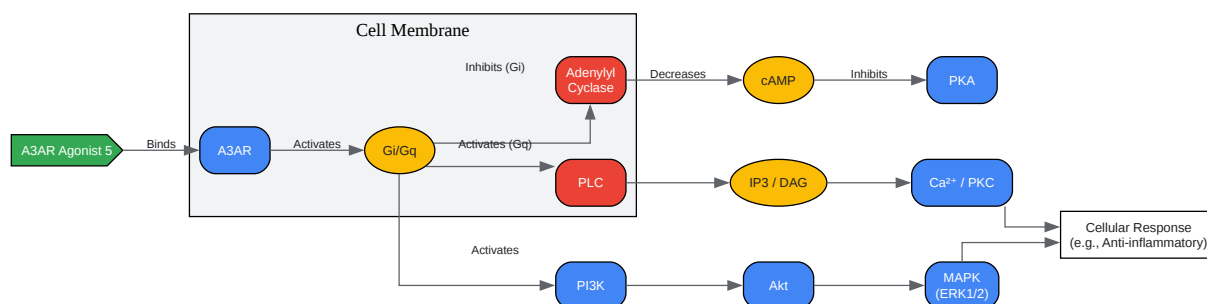 Cell Membrane
Inhibits (Gi)
Adenylyl
Cyclase
Decreases
cAMP
Inhibits
PKA
A3AR Agonist 5
Binds
A3AR
Activates
Gi/Gq
Activates (Gq)
PLC
IP3 / DAG
Ca²⁺ / PKC
Cellular Response
(e.g., Anti-inflammatory)
Activates
PI3K
Akt
MAPK
(ERK1/2)